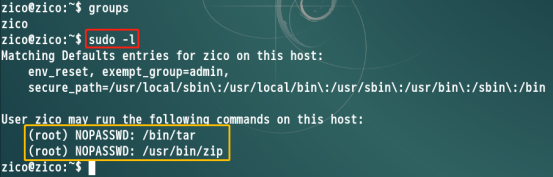 zico@zico:~$ groups
zico
zico@zico:~$ sudo -l
Matching Defaults entries for zico on this host:
    env_reset, exempt_group=admin,
    secure_path=/usr/local/sbin\:/usr/local/bin\:/usr/sbin\:/usr/bin\:/sbin\:/bin

User zico may run the following commands on this host:
    (root) NOPASSWD: /bin/tar
    (root) NOPASSWD: /usr/bin/zip
zico@zico:~$